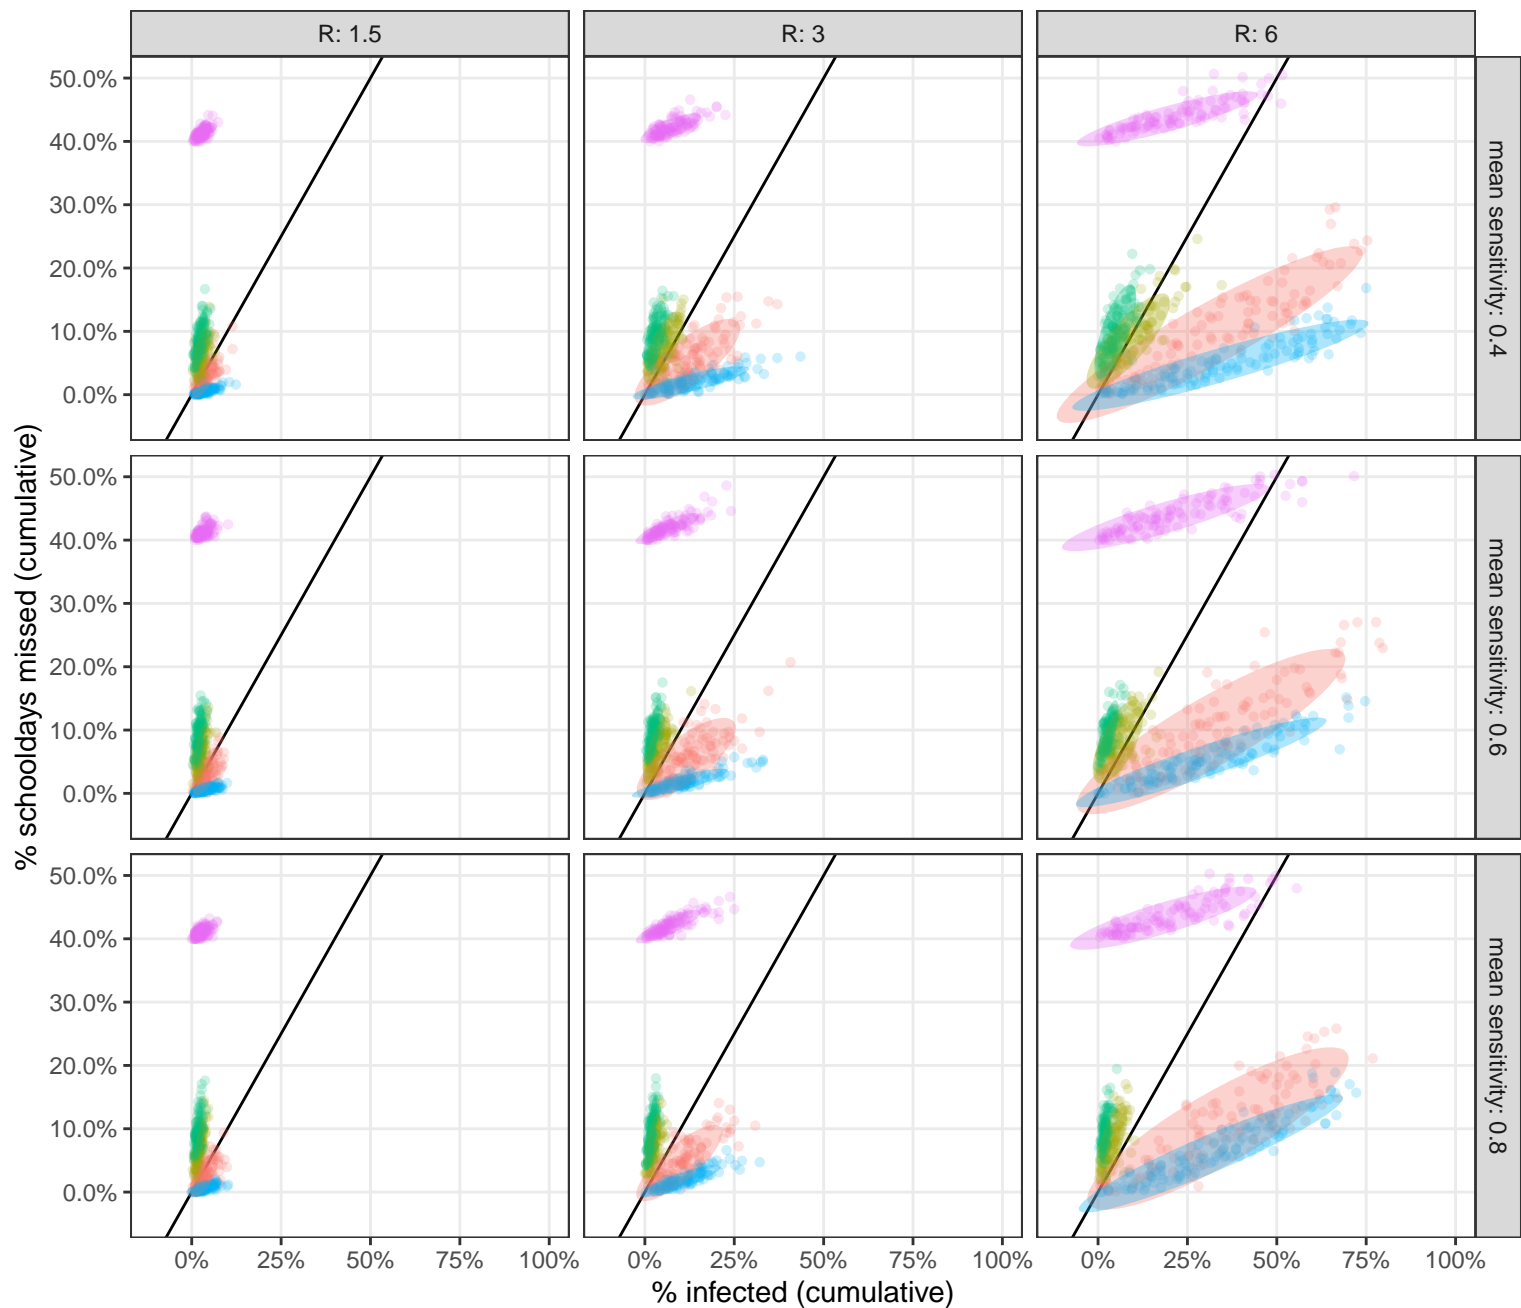 R: 1.5
R: 3
R: 6
50.0%
40.0%
30.0%
20.0%
10.0%
0.0%
mean sensitivity: 0.4
50.0%
40.0%
30.0%
20.0%
10.0%
0.0%
mean sensitivity: 0.6
50.0%
40.0%
30.0%
20.0%
10.0%
0.0%
mean sensitivity: 0.8
% schooldays missed (cumulative)
0% 25% 50% 75% 100%
0% 25% 50% 75% 100%
0% 25% 50% 75% 100%
% infected (cumulative)